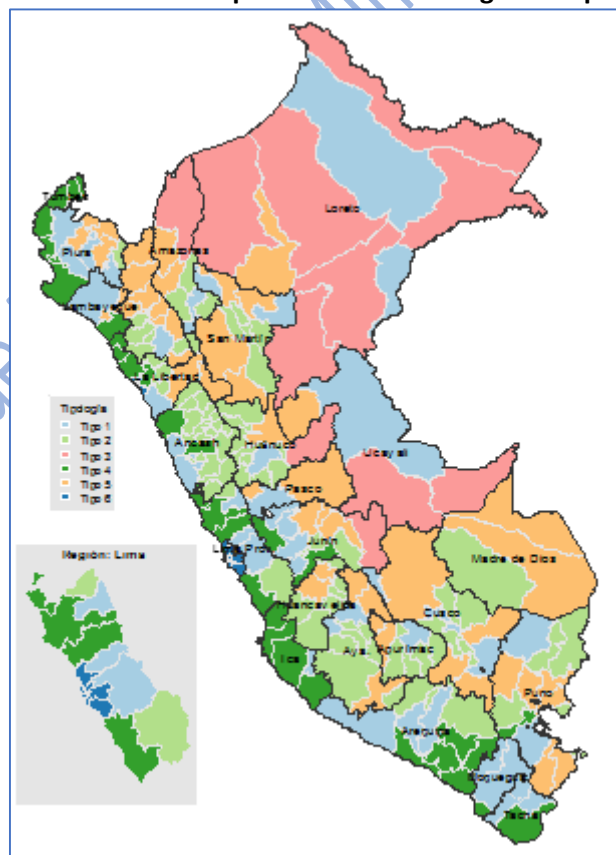 Tumbes
Loreto
Piura
Amazonas
Lambayeque
San Martín
La Libertad
Tipología
Tipo 1
Tipo 2
Tipo 3
Tipo 4
Tipo 5
Tipo 6
Ancash
Huánuco
Ucayali
Pasco
Lima Prov
Junín
Madre de Dios
Región: Lima
Huancavelica
Cusco
Ica
Aya.
Apurímac
Puno
Arequipa
Moquegua
Tacna